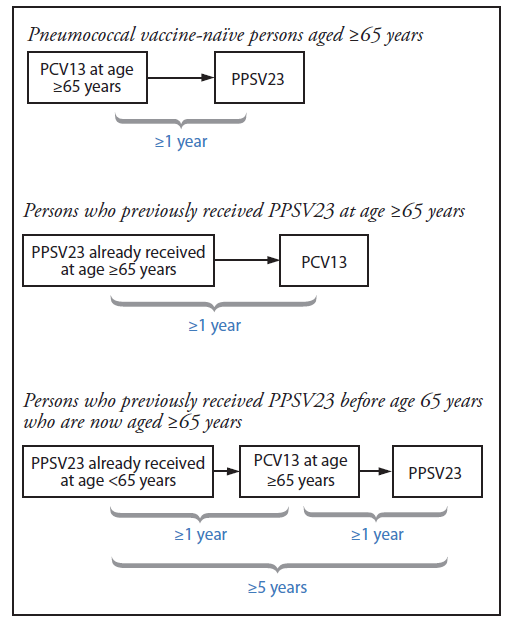 Pneumococcal vaccine-naïve persons aged ≥65 years
PCV13 at age
≥65 years
PPSV23
≥1 year
Persons who previously received PPSV23 at age ≥65 years
PPSV23 already received
at age ≥65 years
PCV13
≥1 year
Persons who previously received PPSV23 before age 65 years
who are now aged ≥65 years
PPSV23 already received
at age <65 years
PCV13 at age
≥65 years
PPSV23
≥1 year
≥1 year
≥5 years